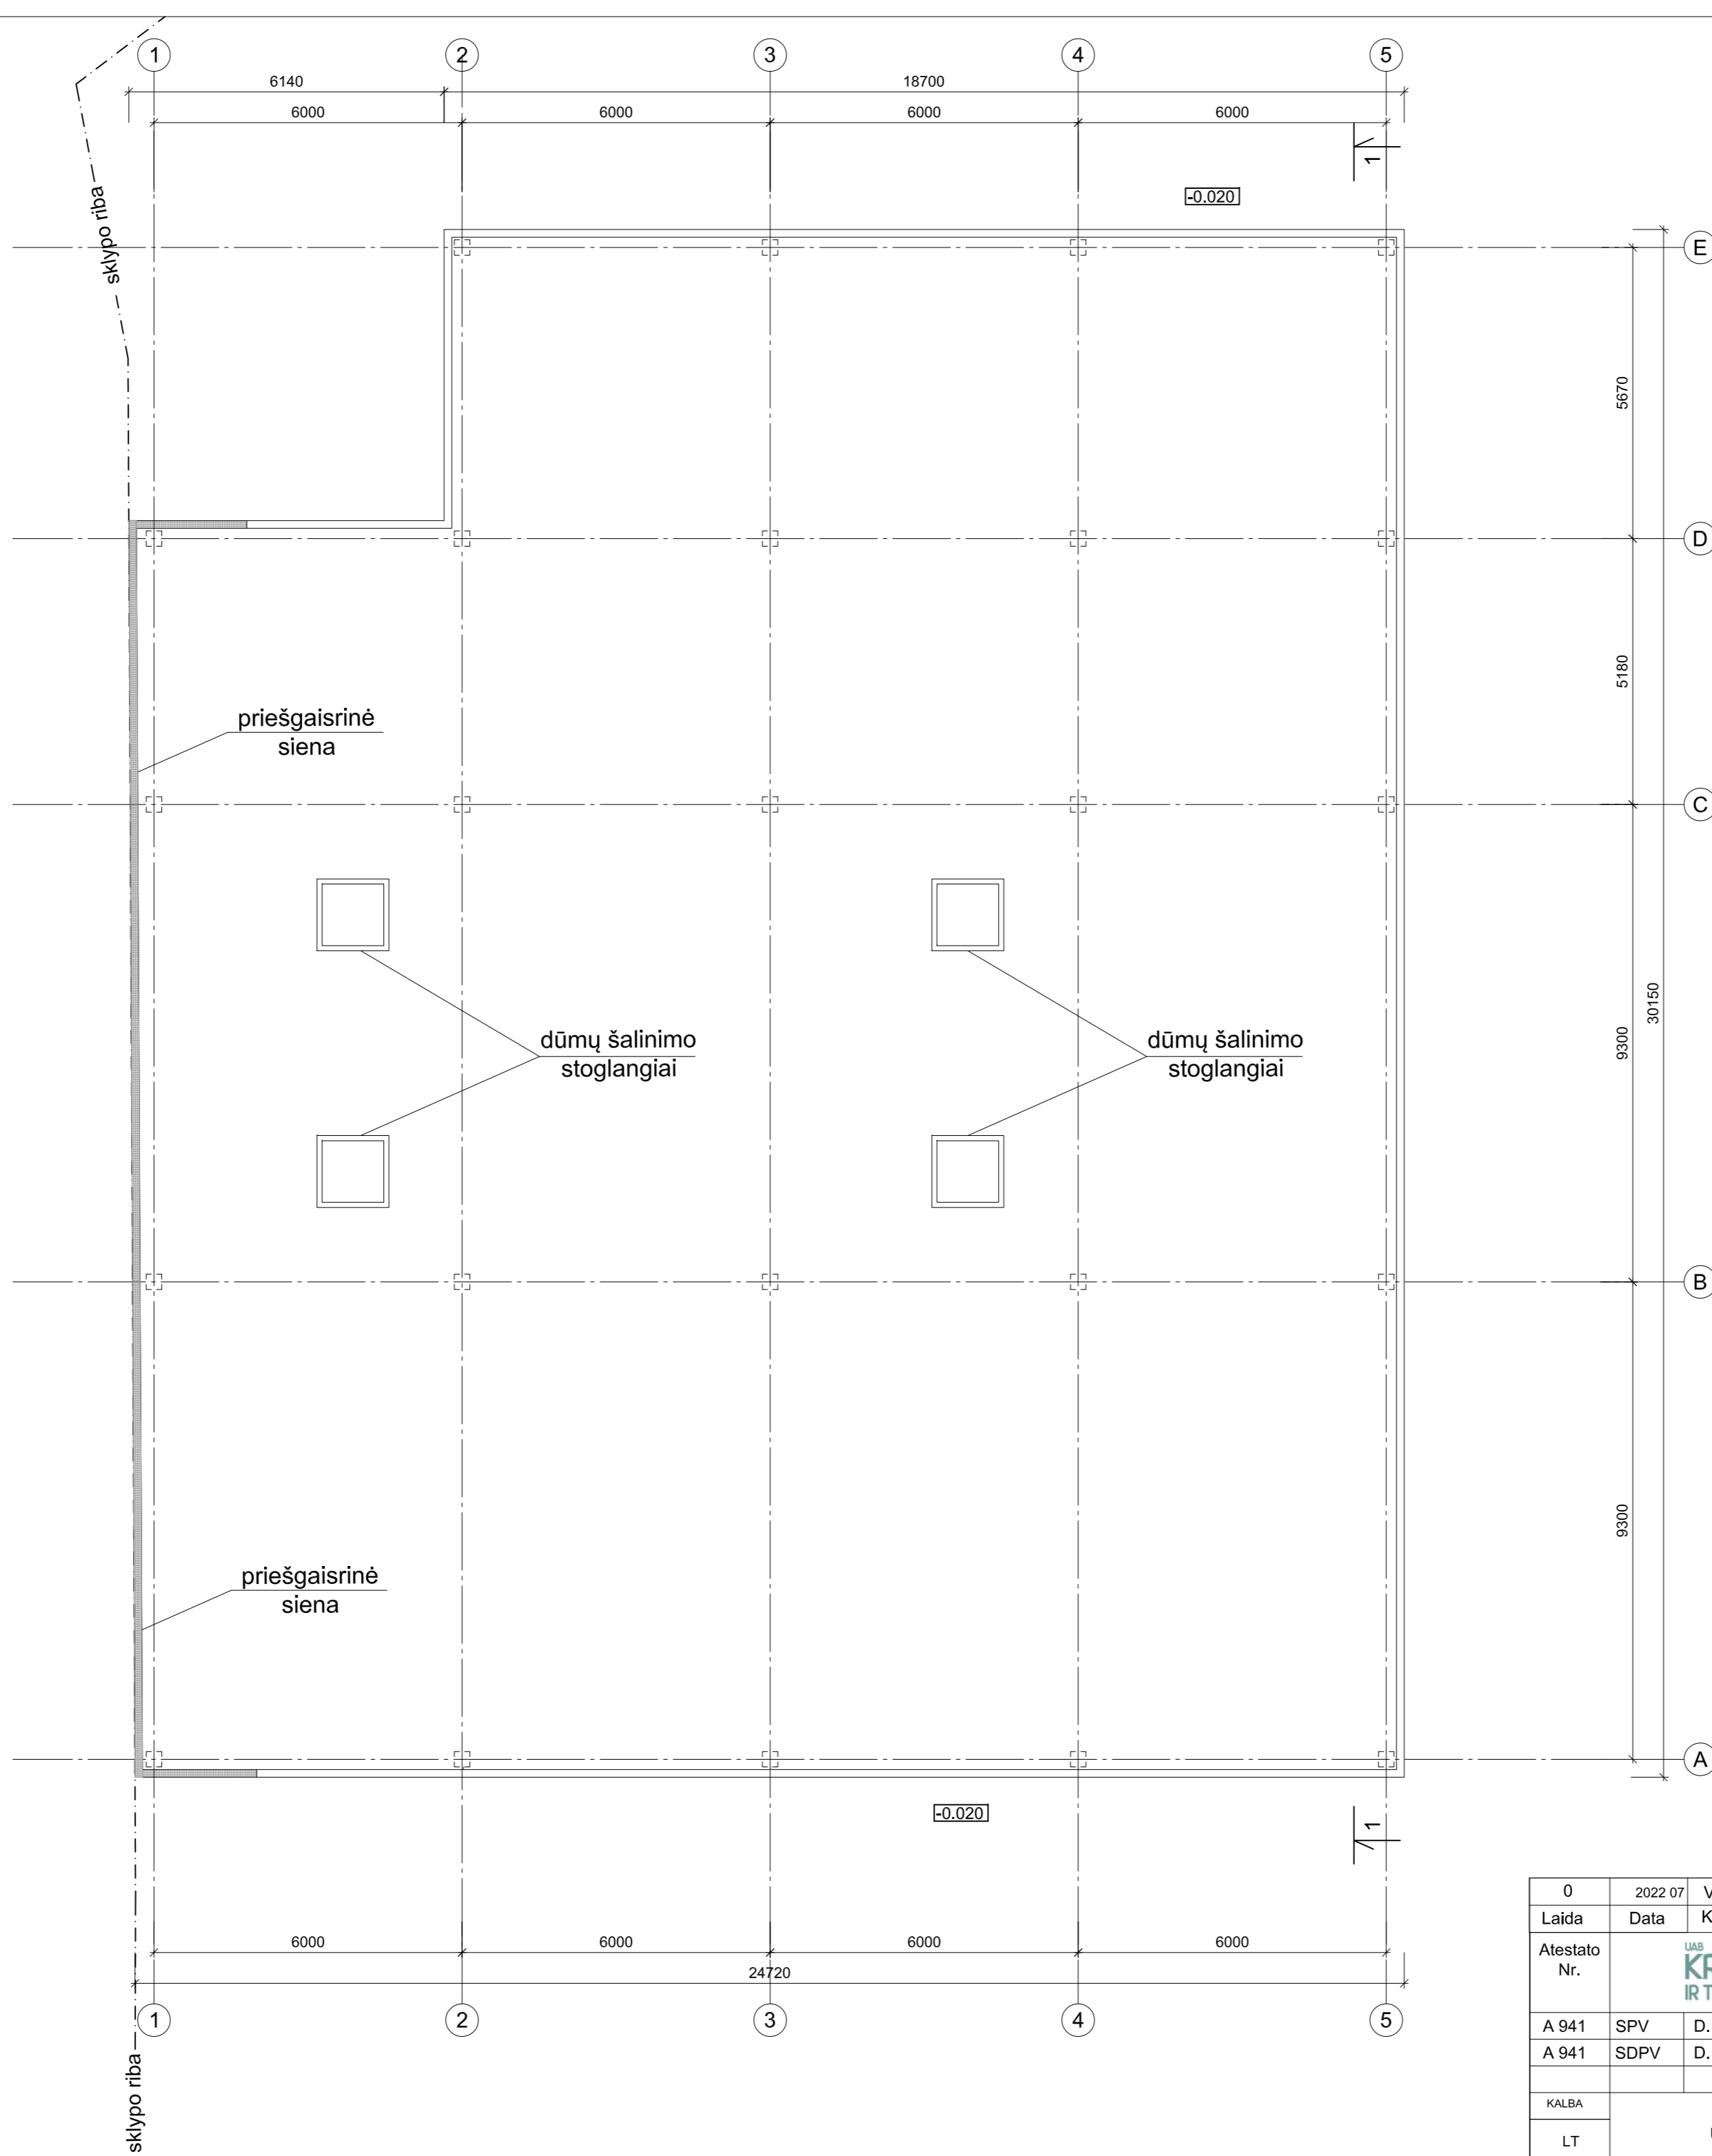 1 2 3 4 5
6140 18700
6000 6000 6000 6000
1
-0.020
sklypo riba
E
5670
D
5180
priešgaisrinė
siena
C
30150
9300
dūmų šalinimo
stoglangiai
dūmų šalinimo
stoglangiai
B
9300
priešgaisrinė
siena
A
-0.020
1
6000 6000 6000 6000
24720
1 2 3 4 5
sklypo riba
0 2022 07
Laida Data K
Atestato
Nr.
UAB
KR
IR T
A 941 SPV D.
A 941 SDPV D.
KALBA
LT